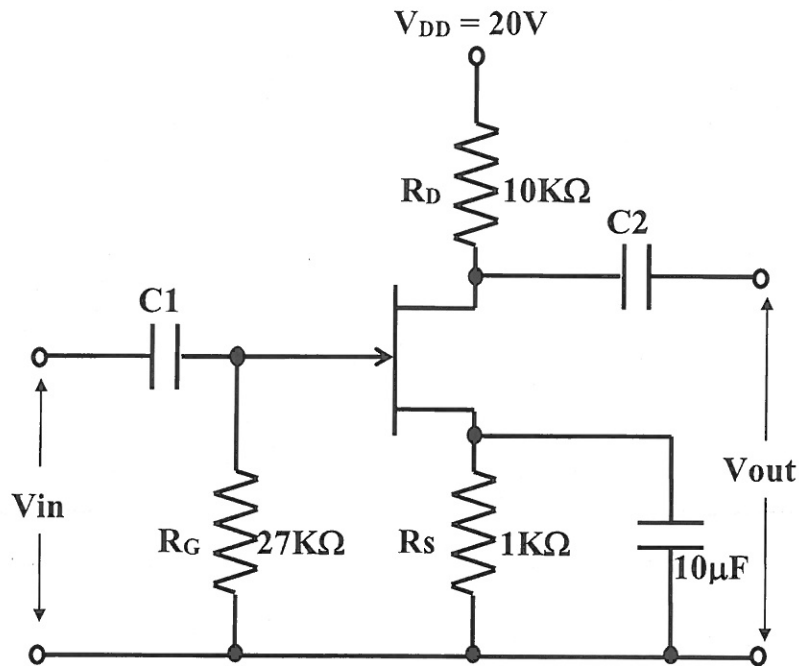 VDD = 20V
RD 10KΩ
C2
C1
Vin
RG 27KΩ
RS 1KΩ
10μF
Vout